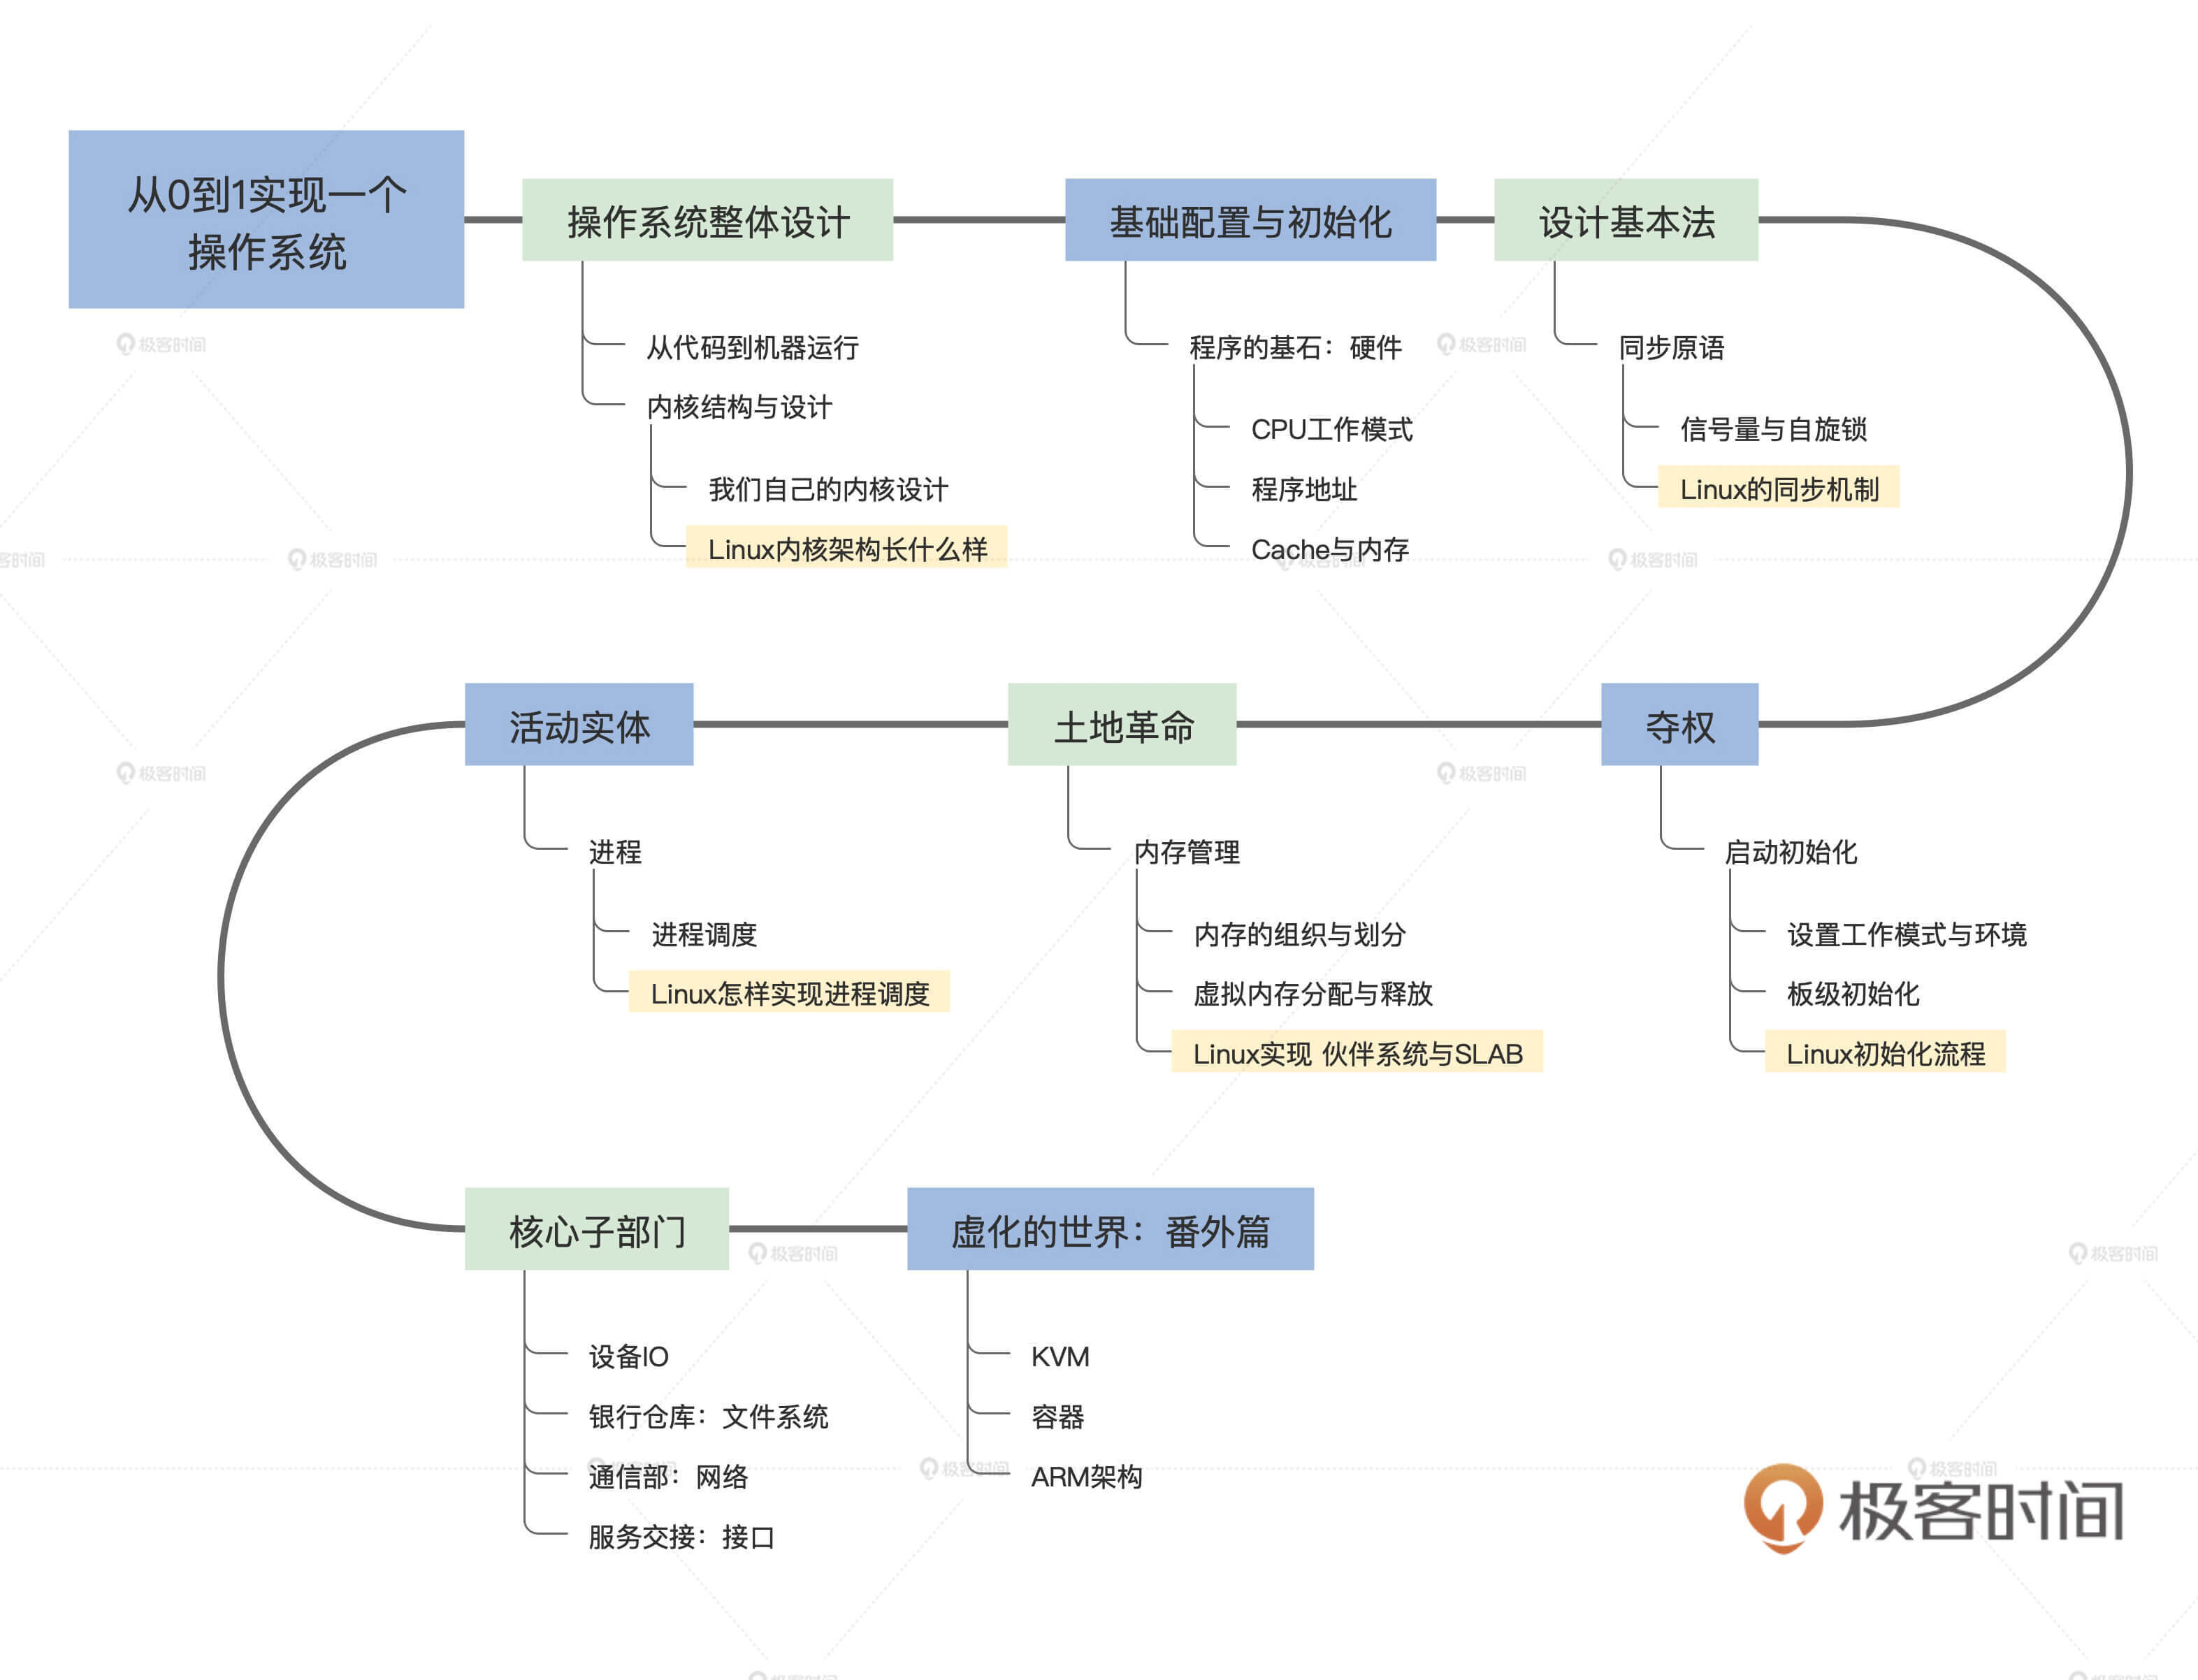 从0到1实现一个
操作系统
操作系统整体设计
从代码到机器运行
内核结构与设计
我们自己的内核设计
Linux内核架构长什么样
基础配置与初始化
程序的基石：硬件
CPU工作模式
程序地址
Cache与内存
设计基本法
同步原语
信号量与自旋锁
Linux的同步机制
夺权
启动初始化
设置工作模式与环境
板级初始化
Linux初始化流程
土地革命
内存管理
内存的组织与划分
虚拟内存分配与释放
Linux实现 伙伴系统与SLAB
活动实体
进程
进程调度
Linux怎样实现进程调度
核心子部门
设备IO
银行仓库：文件系统
通信部：网络
服务交接：接口
虚化的世界：番外篇
KVM
容器
ARM架构
极客时间